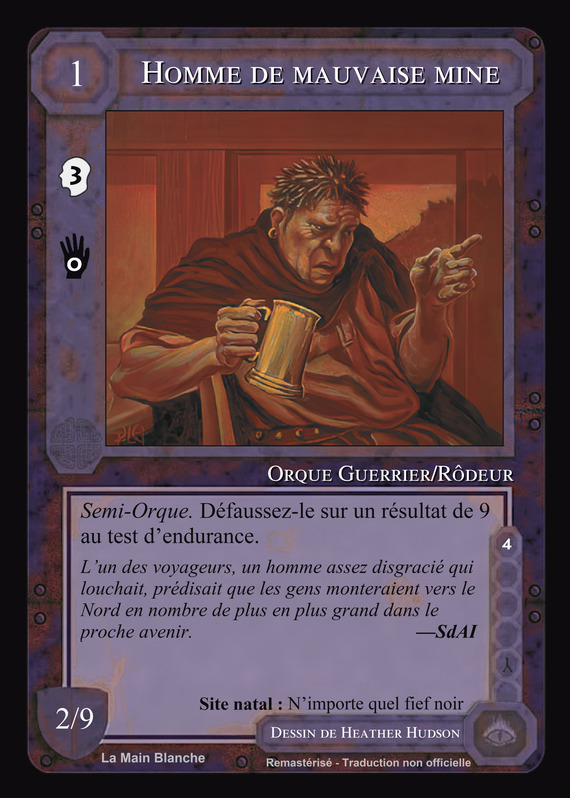 1
HOMME DE MAUVAISE MINE
3
0
ORQUE GUERRIER/RÔDEUR
Semi-Orque. Défaussez-le sur un résultat de 9
au test d’endurance.
4
L’un des voyageurs, un homme assez disgracié qui
louchait, prédisait que les gens monteraient vers le
Nord en nombre de plus en plus grand dans le
proche avenir. —SdAI
Site natal : N’importe quel fief noir
2/9
DESSIN DE HEATHER HUDSON
La Main Blanche
Remastérisé - Traduction non officielle